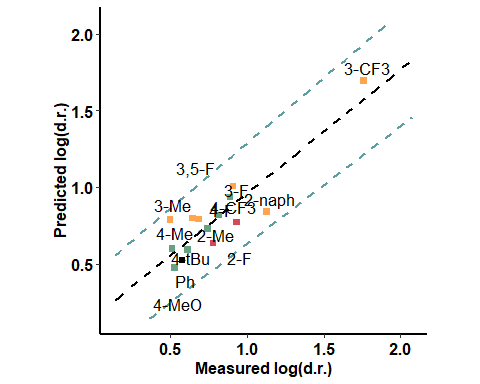 2.0
1.5
1.0
0.5
Predicted log(d.r.)
3-CF3
3,5-F
3-F
2-naph
3-Me
4-CF3
4-Me
2-Me
4-tBu
2-F
Ph
4-MeO
0.5
1.0
1.5
2.0
Measured log(d.r.)